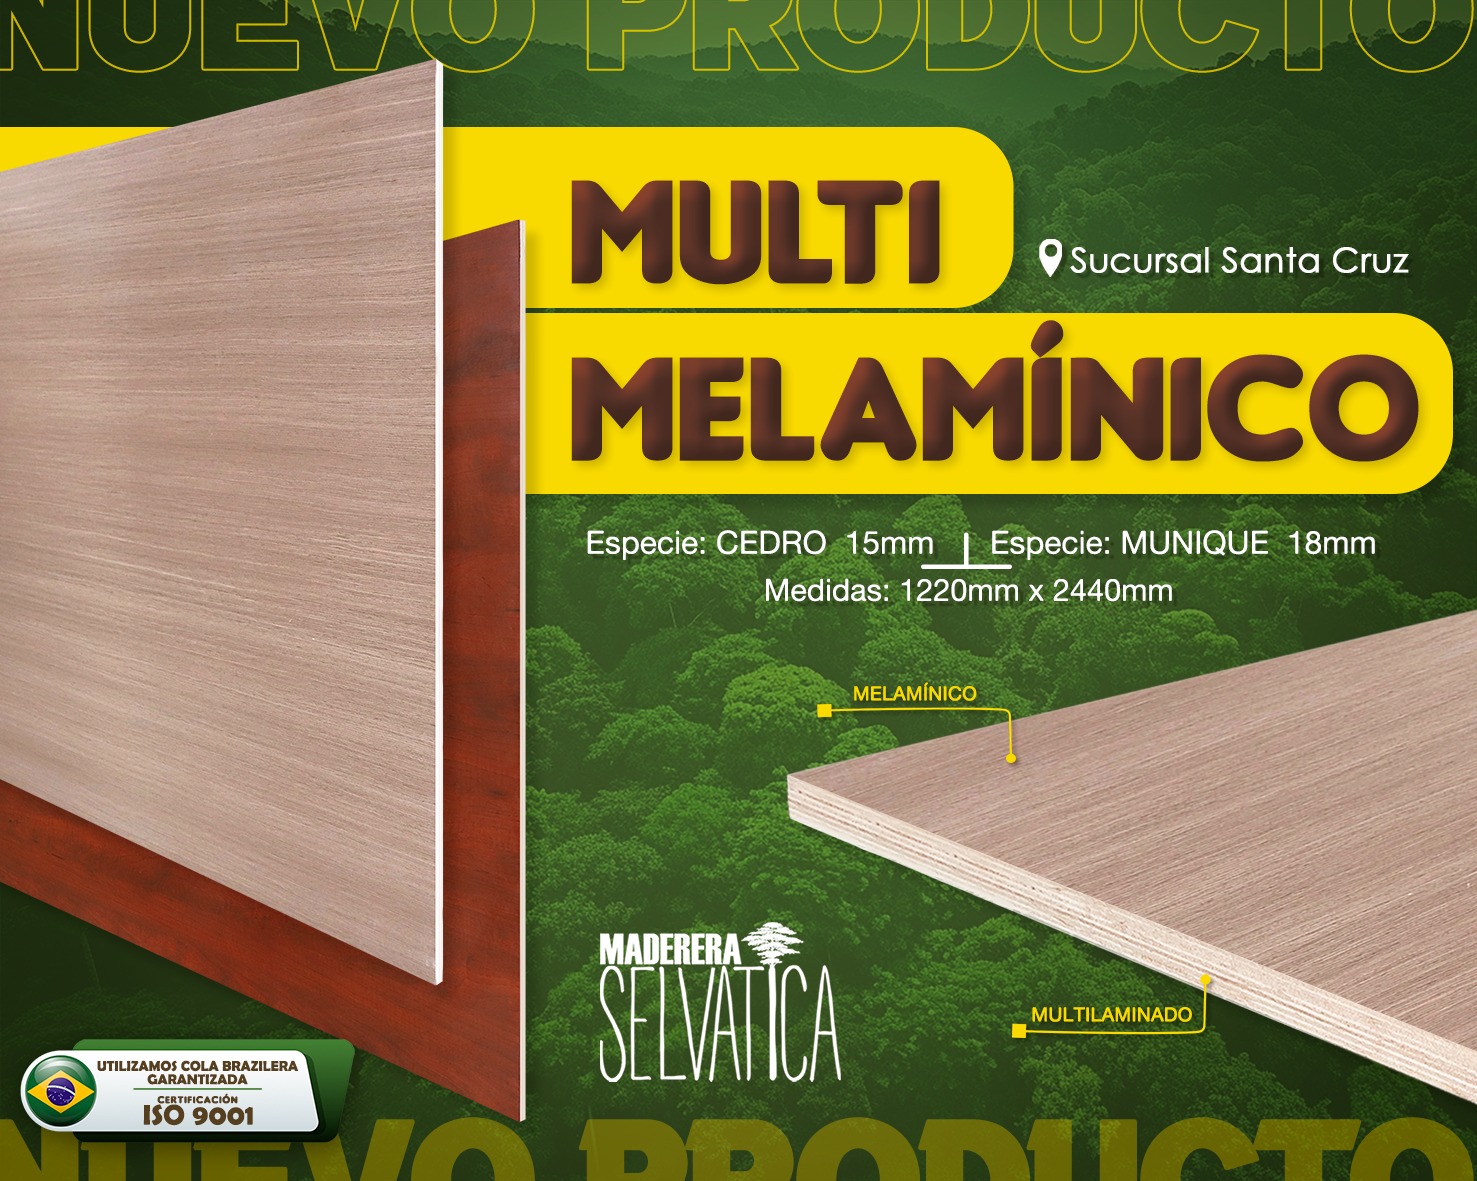 NUEVO PRODUCTO
MULTI
Sucursal Santa Cruz
MELAMÍNICO
Especie: CEDRO 15mm
Especie: MUNIQUE 18mm
Medidas: 1220mm x 2440mm
MELAMÍNICO
MADERERA
SELVATICA
MULTILAMINADO
UTILIZAMOS COLA BRAZILERA
GARANTIZADA
CERTIFICACIÓN
ISO 9001
NUEVO PRODUCTO